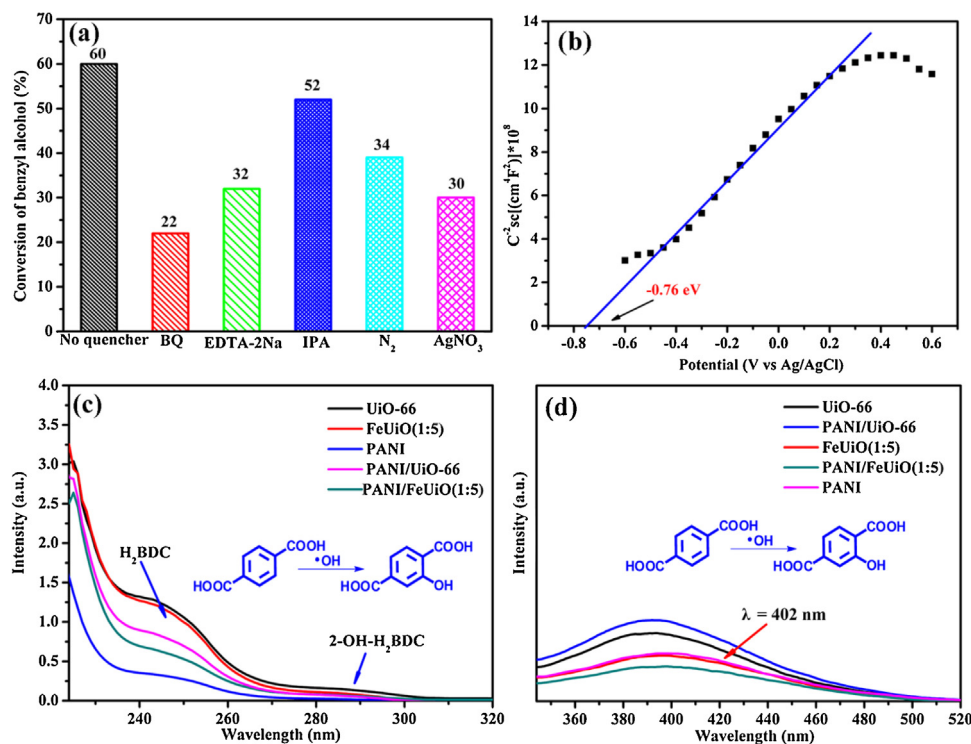 (a)
Conversion of benzyl alcohol (%)
70
60
50
40
30
20
10
0
60
22
32
52
34
30
No quencher BQ EDTA-2Na IPA N₂ AgNO₃
(b)
C⁻²sc[(cm⁴F²)]*10⁸
14
12
10
8
6
4
2
0
-0.76 eV
-0.8 -0.6 -0.4 -0.2 0.0 0.2 0.4 0.6
Potential (V vs Ag/AgCl)
(c)
Intensity (a.u.)
4.0
3.5
3.0
2.5
2.0
1.5
1.0
0.5
0.0
UiO-66
FeUiO(1:5)
PANI
PANI/UiO-66
PANI/FeUiO(1:5)
H₂BDC
COOH
HOOC
•OH
COOH
HOOC
OH
2-OH-H₂BDC
240 260 280 300 320
Wavelength (nm)
(d)
Intensity (a.u.)
UiO-66
PANI/UiO-66
FeUiO(1:5)
PANI/FeUiO(1:5)
PANI
COOH
HOOC
•OH
COOH
HOOC
OH
λ = 402 nm
360 380 400 420 440 460 480 500 520
Wavelength (nm)